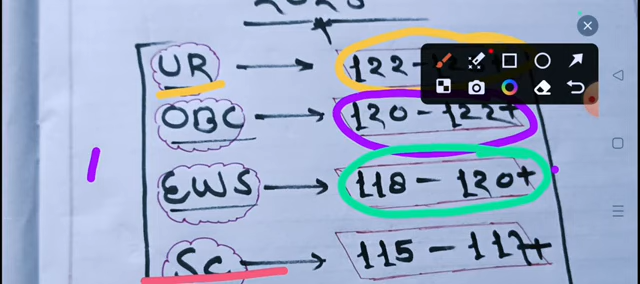 UR → 122 -
OBC → 120 - 122+
EWS → 118 - 120+
SC → 115 - 117+